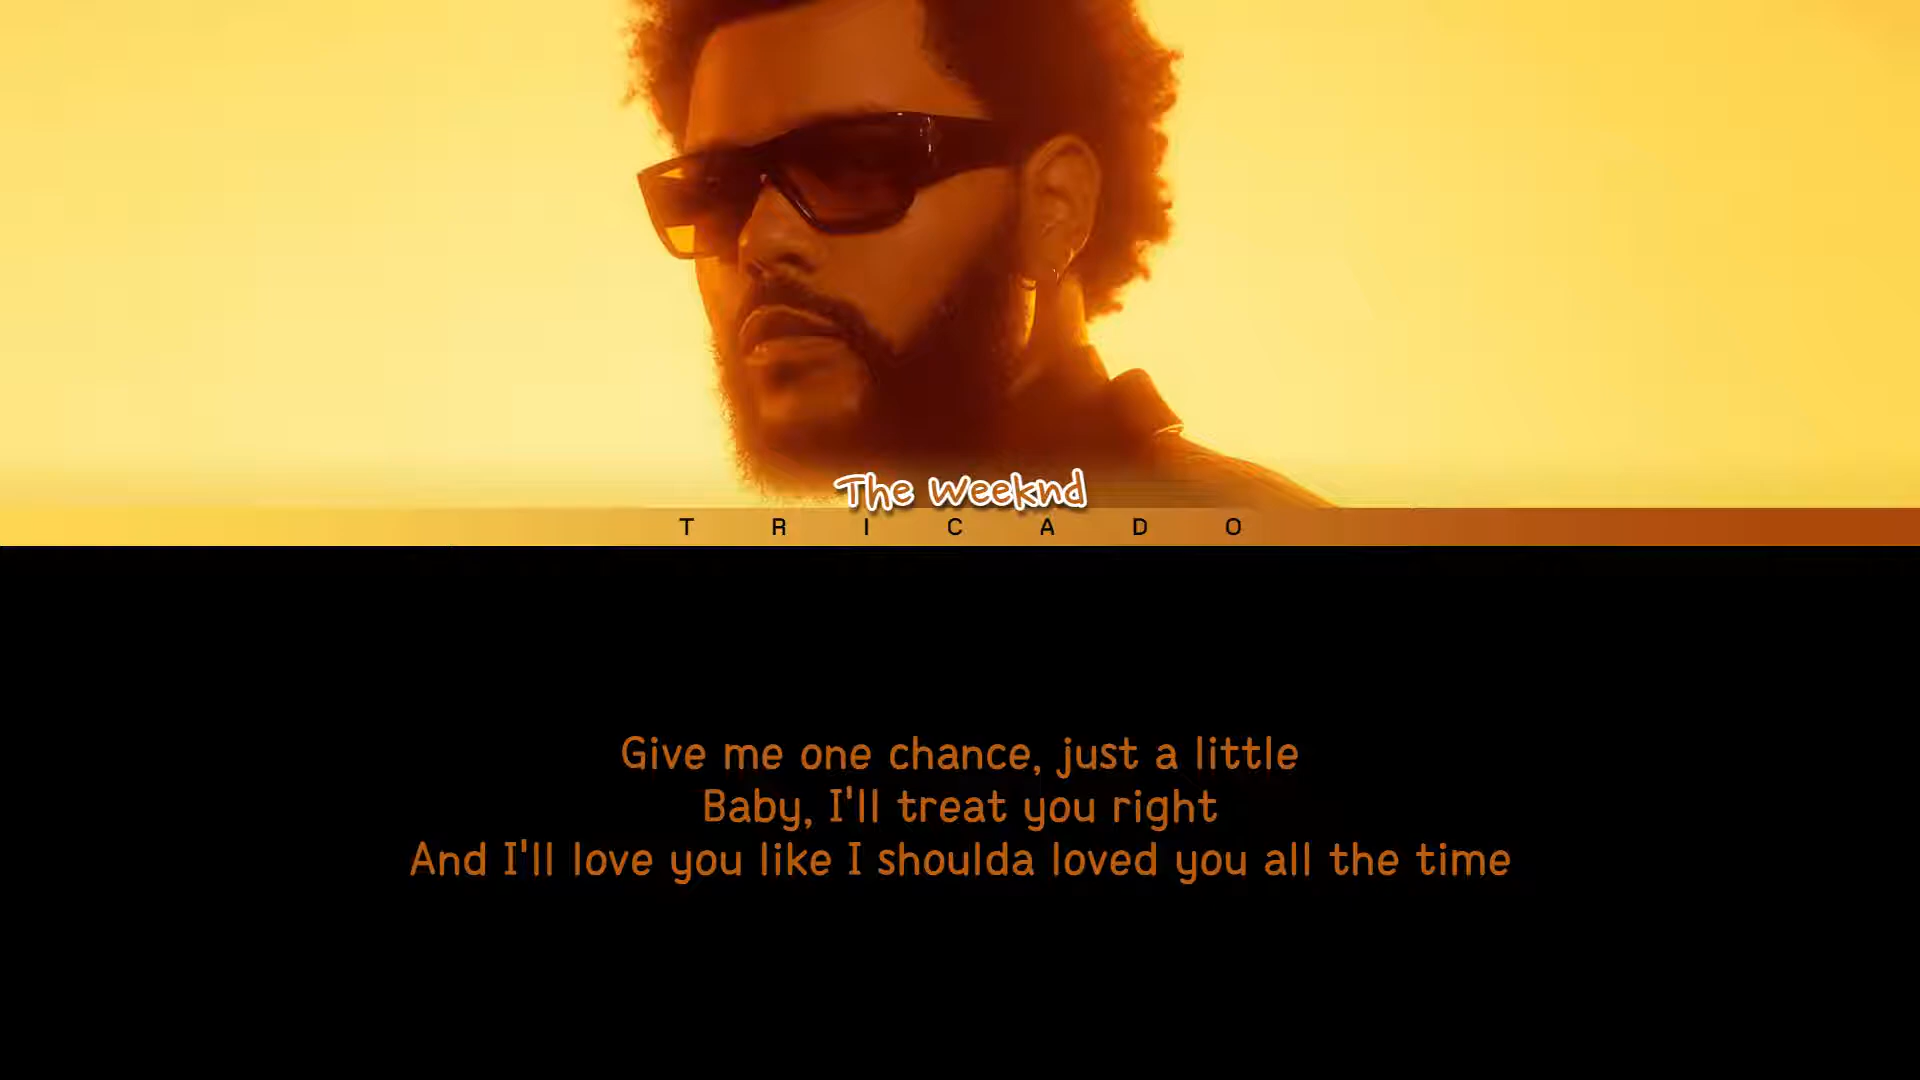 The Weeknd
TRICADO
Give me one chance, just a little
Baby, I'll treat you right
And I'll love you like I shoulda loved you all the time